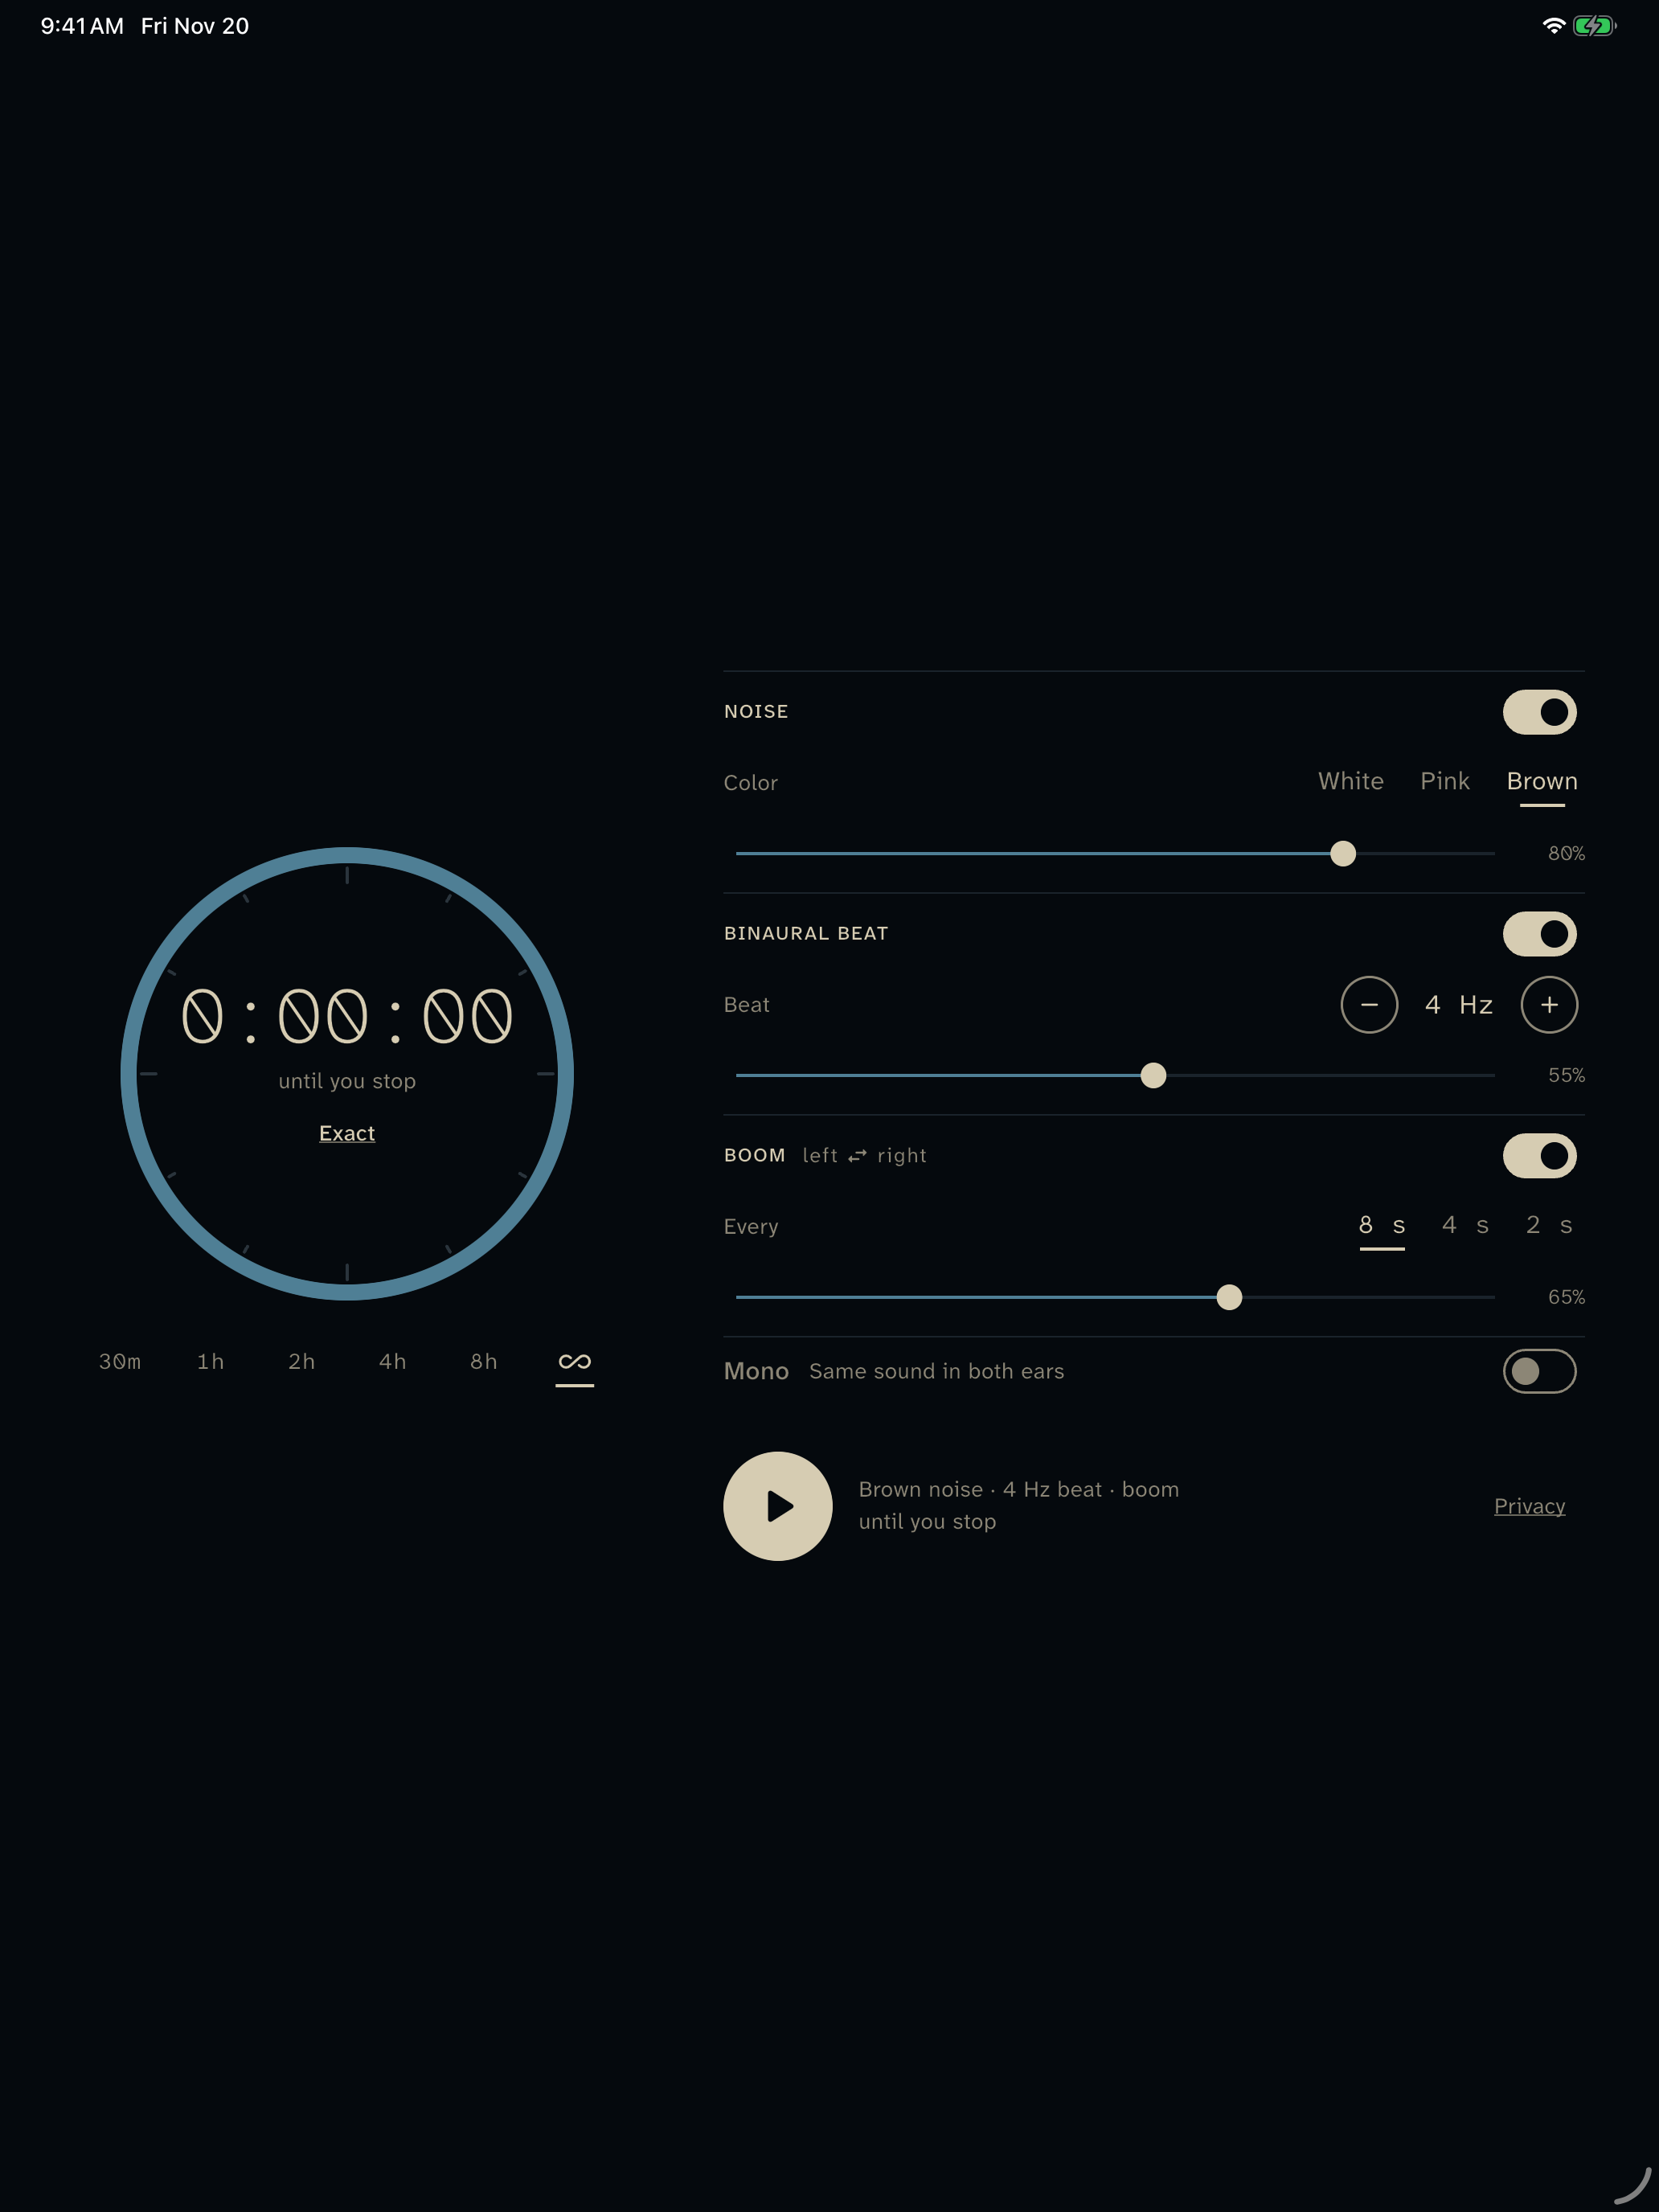 9:41 AM Fri Nov 20
0:00:00
until you stop
Exact
30m 1h 2h 4h 8h ∞
NOISE
Color White Pink Brown
80%
BINAURAL BEAT
Beat − 4 Hz +
55%
BOOM left ⇄ right
Every 8 s 4 s 2 s
65%
Mono Same sound in both ears
Brown noise · 4 Hz beat · boom
until you stop
Privacy